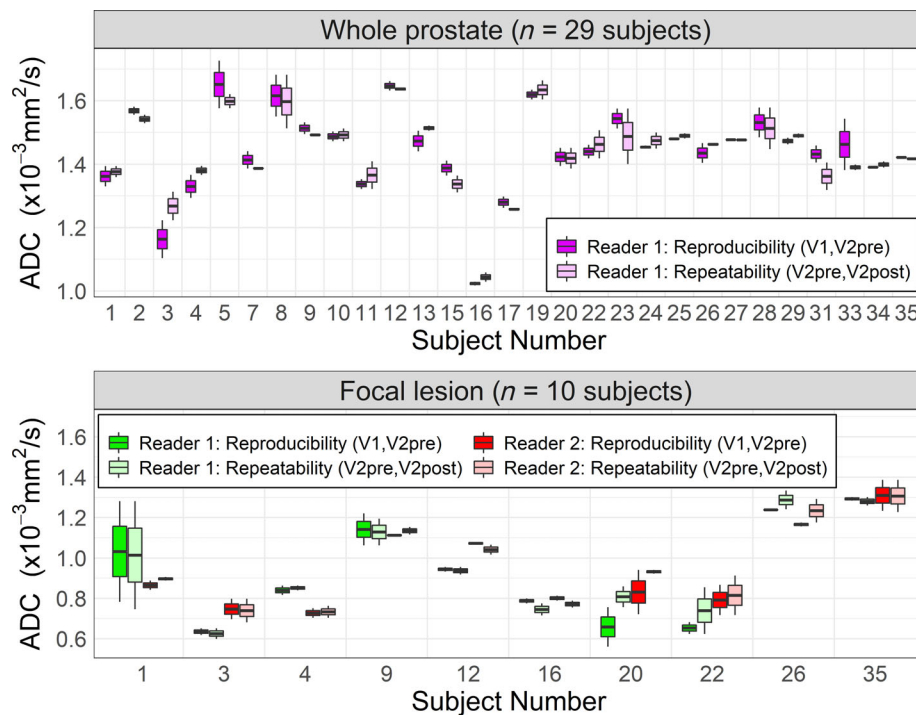 Whole prostate (n = 29 subjects)
ADC (x10⁻³mm²/s)
1.6
1.4
1.2
1.0
Reader 1: Reproducibility (V1,V2pre)
Reader 1: Repeatability (V2pre,V2post)
1 2 3 4 5 7 8 9 10 11 12 13 15 16 17 19 20 22 23 24 25 26 27 28 29 31 33 34 35
Subject Number
Focal lesion (n = 10 subjects)
ADC (x10⁻³mm²/s)
1.6
1.4
1.2
1.0
0.8
0.6
Reader 1: Reproducibility (V1,V2pre) Reader 2: Reproducibility (V1,V2pre)
Reader 1: Repeatability (V2pre,V2post) Reader 2: Repeatability (V2pre,V2post)
1 3 4 9 12 16 20 22 26 35
Subject Number